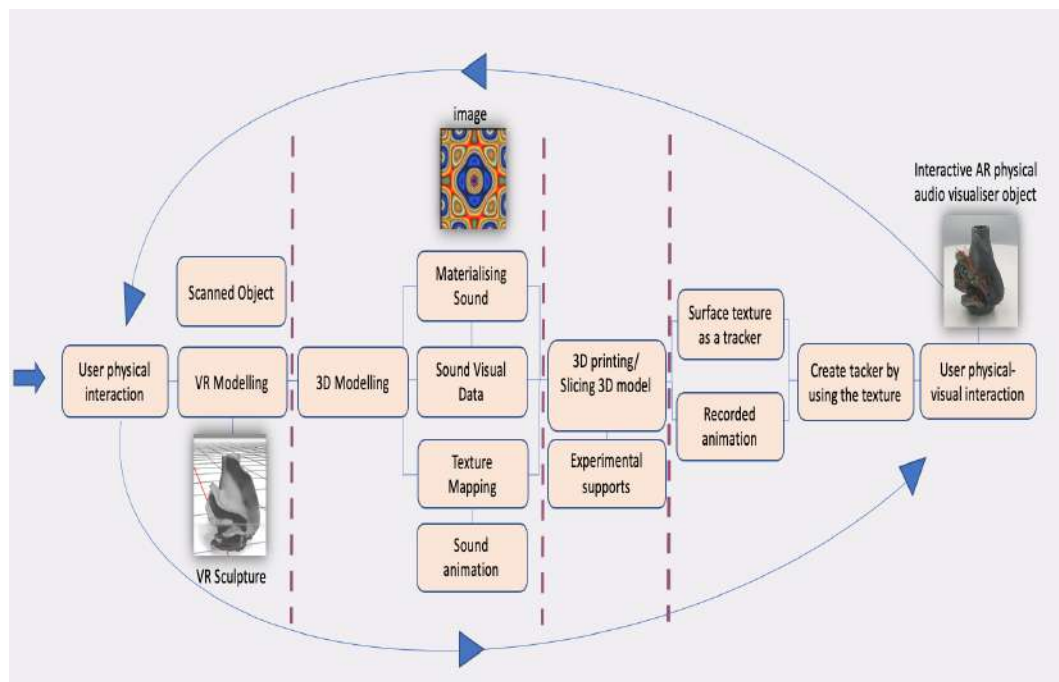 image
Interactive AR physical
audio visualiser object
Scanned Object
Materialising
Sound
Surface texture
as a tracker
User physical
interaction
VR Modelling
3D Modelling
Sound Visual
Data
3D printing/
Slicing 3D model
Create tacker by
using the texture
User physical-
visual interaction
Recorded
animation
Texture
Mapping
Experimental
supports
Sound
animation
VR Sculpture